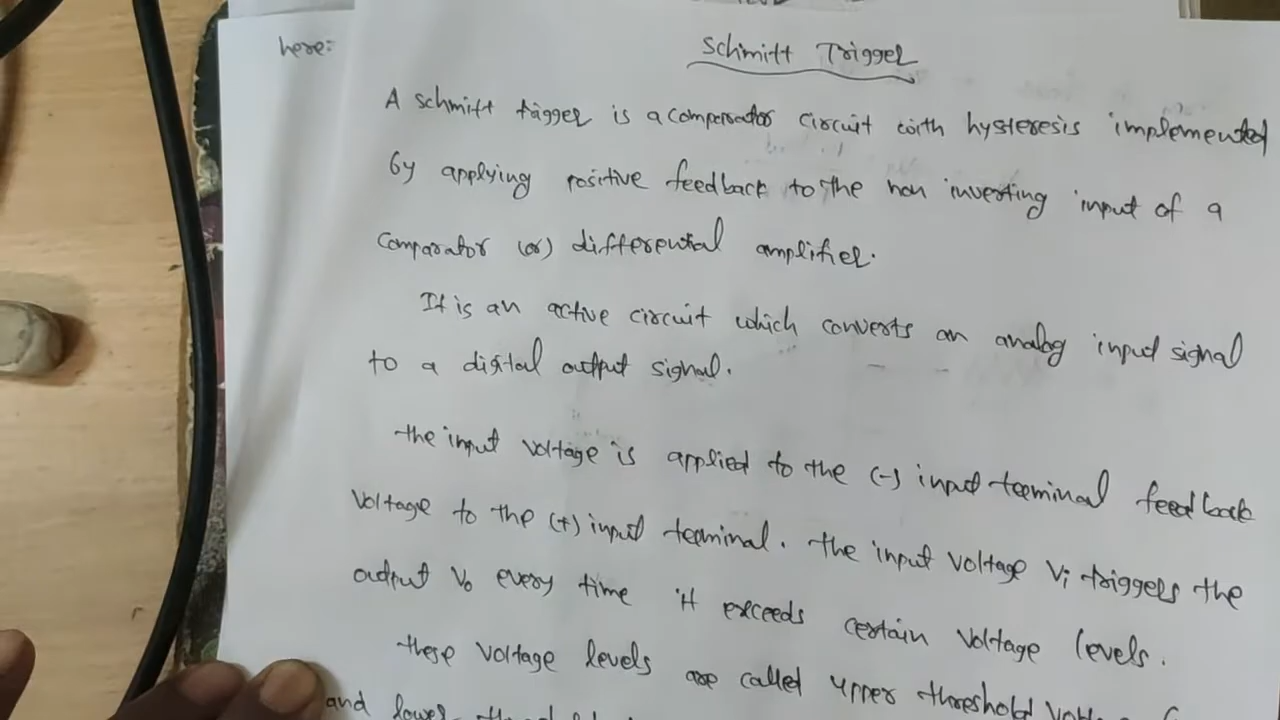 here:
Schmitt Trigger
A schmitt trigger is a comperator circuit with hysteresis implemented
by applying positive feedback to the non inverting input of a
Comparator (or) differential amplifier.
It is an active circuit which converts an analog input signal
to a digital output signal.
the input voltage is applied to the (-) input terminal feedback
Voltage to the (+) input terminal. the input voltage Vi triggers the
output Vo every time it exceeds certain voltage levels.
these voltage levels are called upper threshold
and lower